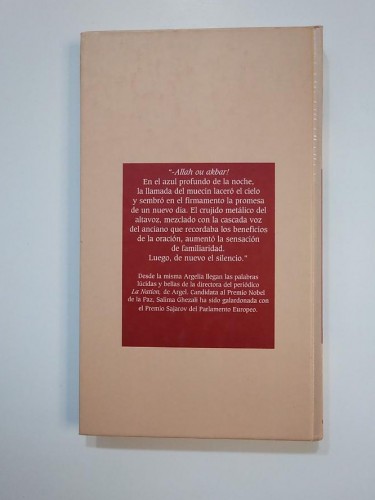 "-Allah ou akbar!
En el azul profundo de la noche,
la llamada del muecín laceró el cielo
y sembró en el firmamento la promesa
de un nuevo día. El crujido metálico del
altavoz, mezclado con la cascada voz
del anciano que recordaba los beneficios
de la oración, aumentó la sensación
de familiaridad.
Luego, de nuevo el silencio."
Desde la misma Argelia llegan las palabras
lúcidas y bellas de la directora del periódico
La Nation, de Argel. Candidata al Premio Nobel
de la Paz, Salima Ghezali ha sido galardonada con
el Premio Sajarov del Parlamento Europeo.